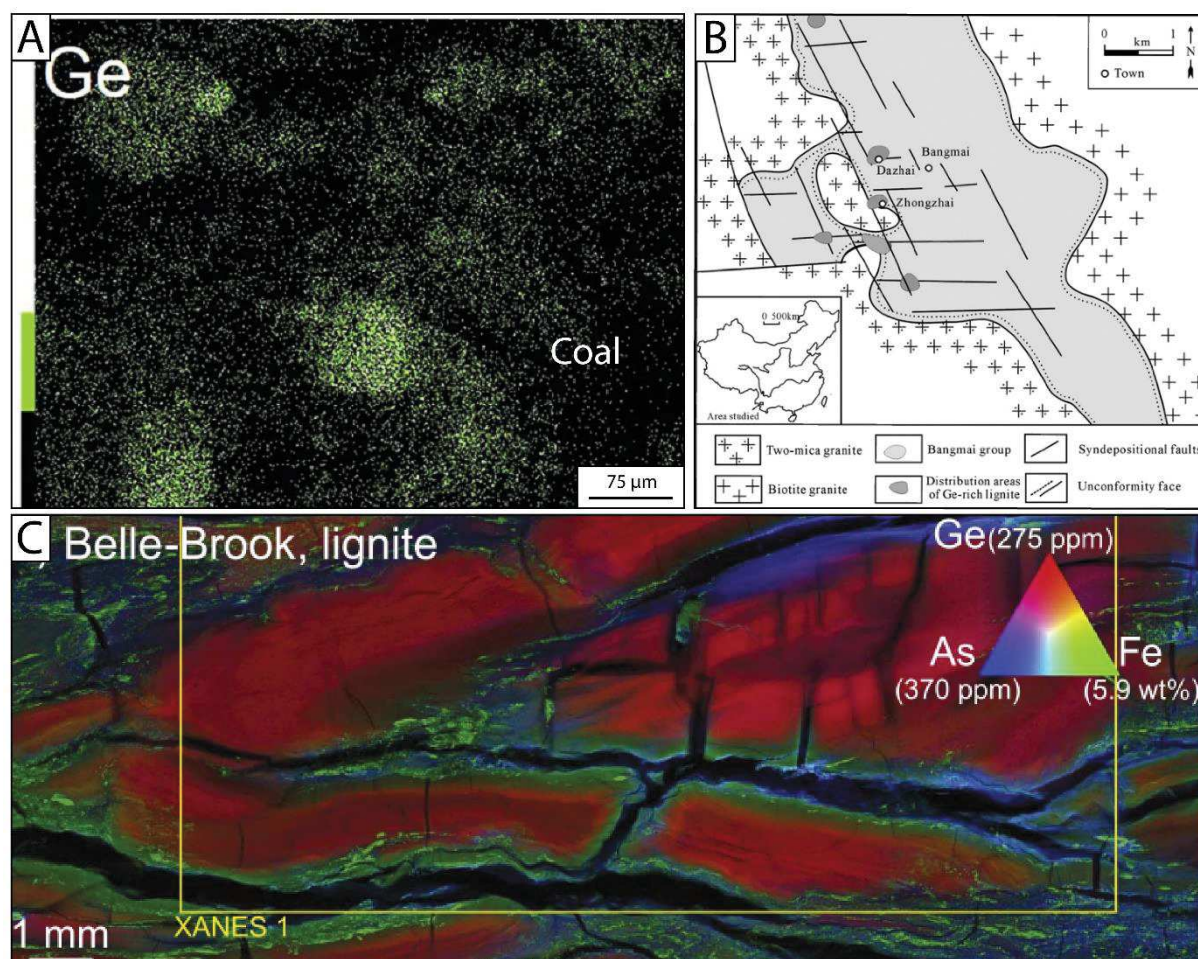 A
Ge
Coal
75 µm
B
0 1
km
N
Town
Bangmai
Dazhai
Zhongzhai
0 500km
Area studied
Two-mica granite
Bangmai group
Syndepositional faults
Biotite granite
Distribution areas
of Ge-rich lignite
Unconformity face
C
Belle-Brook, lignite
Ge (275 ppm)
As
Fe
(370 ppm)
(5.9 wt%)
XANES 1
1 mm